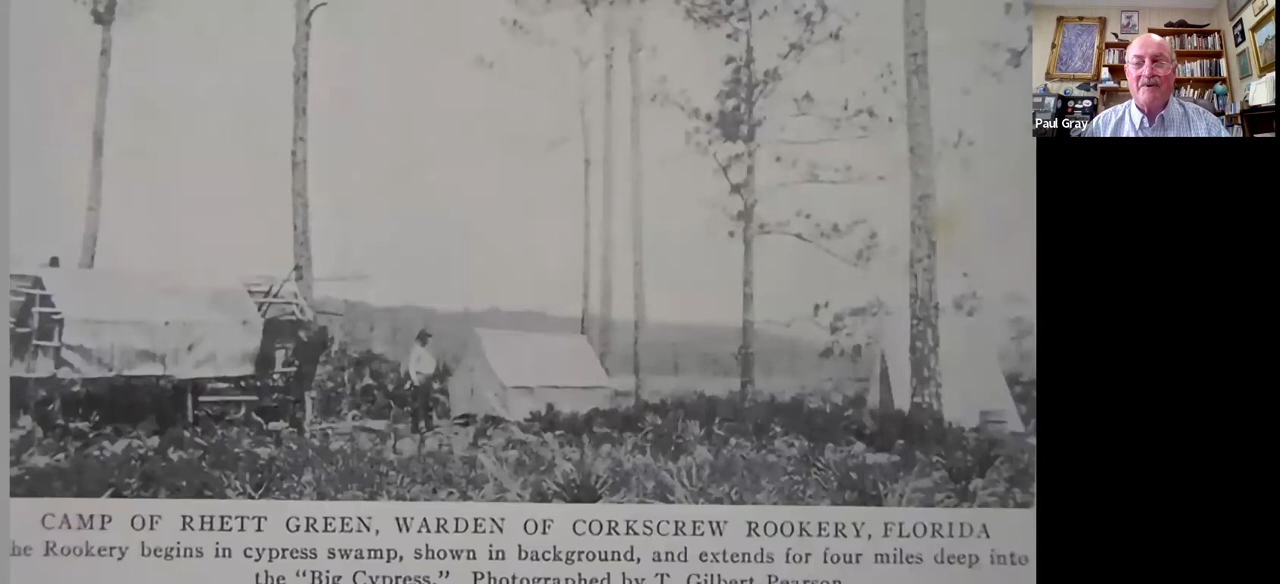 Paul Gray
CAMP OF RHETT GREEN, WARDEN OF CORKSCREW ROOKERY, FLORIDA
he Rookery begins in cypress swamp, shown in background, and extends for four miles deep into
the "Big Cypress." Photographed by T. Gilbert Pearson